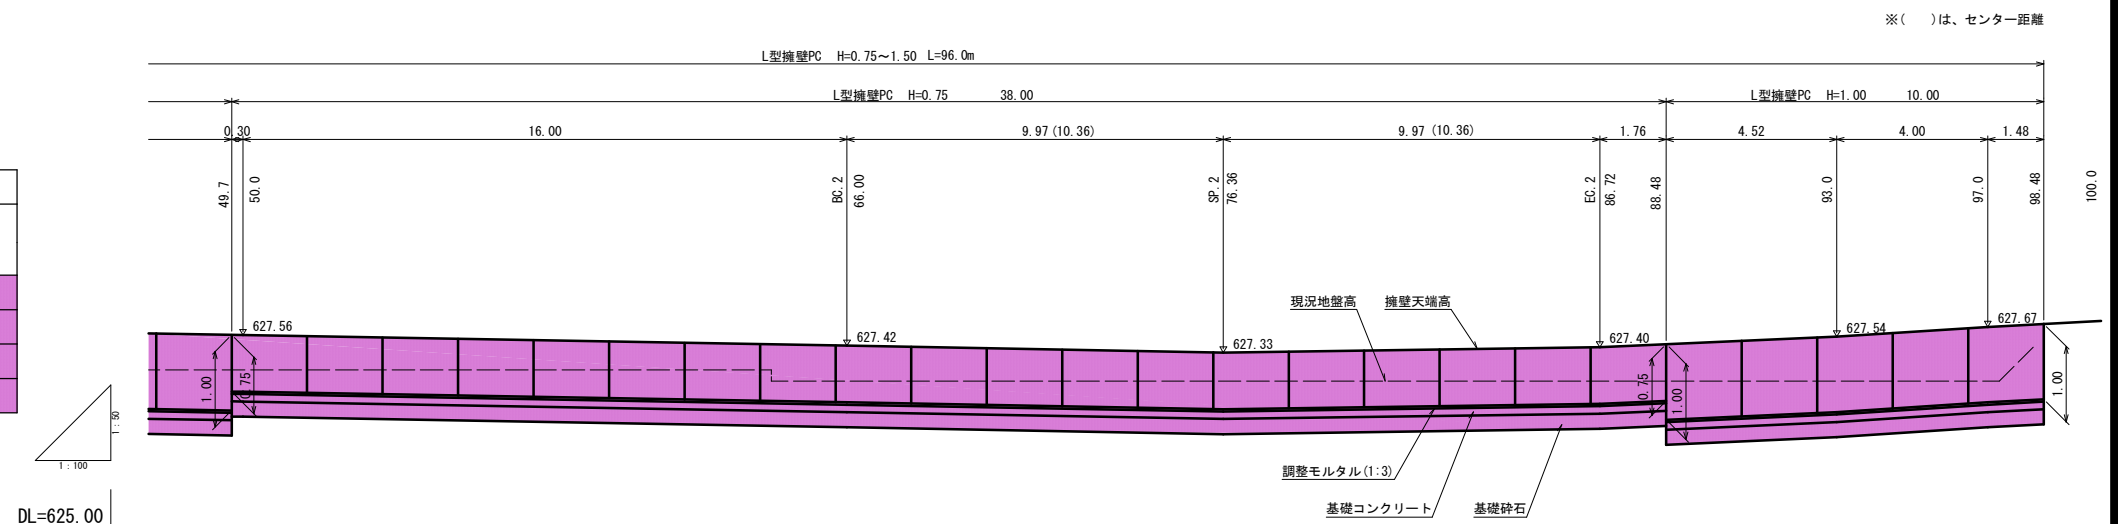 ※(　　)は、センター距離
L型擁壁PC　H=0.75～1.50　L=96.0m
L型擁壁PC　H=0.75　38.00
L型擁壁PC　H=1.00　10.00
0.30
16.00
9.97 (10.36)
9.97 (10.36)
1.76
4.52
4.00
1.48
49.7
50.0
BC.2
66.00
SP.2
76.36
EC.2
86.72
88.48
93.0
97.0
98.48
100.0
現況地盤高
擁壁天端高
627.56
627.42
627.33
627.40
627.54
627.67
1.00
0.75
0.75
1.00
1.00
1:50
1:100
調整モルタル(1:3)
基礎コンクリート
基礎砕石
DL=625.00